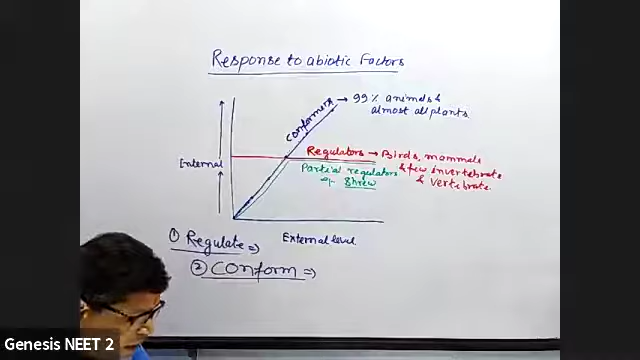 Response to abiotic Factors
Conformers → 99% animals &
almost all plants
Regulators → Birds, mammals
& few invertebrate
& vertebrate.
External
Partial regulators
eg. Shrew
External level
① Regulate ⇒
② Conform ⇒
Genesis NEET 2